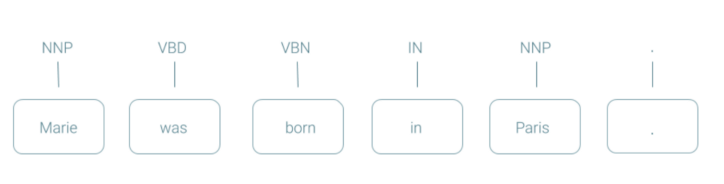 NNP VBD VBN IN NNP .
Marie was born in Paris .